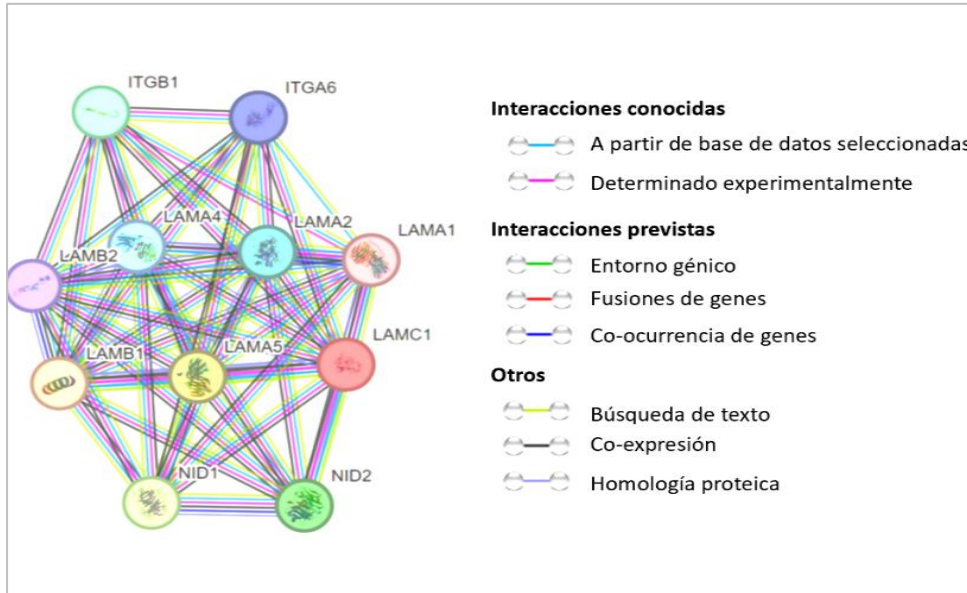 ITGB1
ITGA6
LAMA4
LAMA2
LAMA1
LAMB2
LAMB1
LAMA5
LAMC1
NID1
NID2
Interacciones conocidas
A partir de base de datos seleccionadas
Determinado experimentalmente
Interacciones previstas
Entorno génico
Fusiones de genes
Co-ocurrencia de genes
Otros
Búsqueda de texto
Co-expresión
Homología proteica